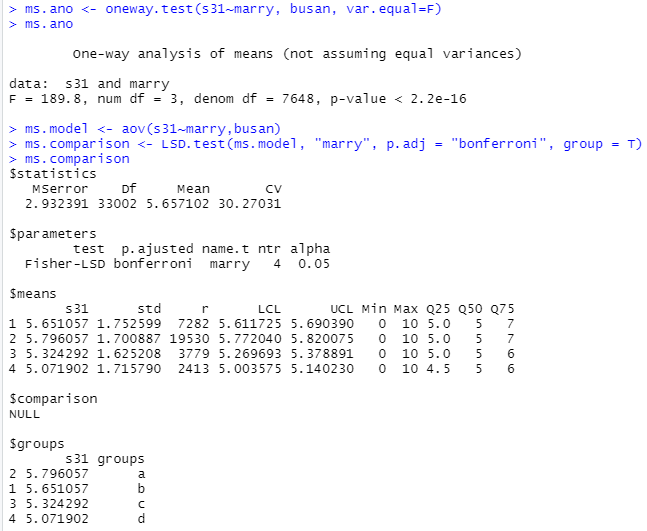 > ms.ano <- oneway.test(s31~marry, busan, var.equal=F)
> ms.ano

        One-way analysis of means (not assuming equal variances)

data:  s31 and marry
F = 189.8, num df = 3, denom df = 7648, p-value < 2.2e-16

> ms.model <- aov(s31~marry,busan)
> ms.comparison <- LSD.test(ms.model, "marry", p.adj = "bonferroni", group = T)
> ms.comparison
$statistics
   MSerror    Df     Mean       CV
  2.932391 33002 5.657102 30.27031

$parameters
        test  p.ajusted name.t ntr alpha
  Fisher-LSD bonferroni  marry   4  0.05

$means
       s31      std     r      LCL      UCL Min Max Q25 Q50 Q75
1 5.651057 1.752599  7282 5.611725 5.690390   0  10 5.0   5   7
2 5.796057 1.700887 19530 5.772040 5.820075   0  10 5.0   5   7
3 5.324292 1.625208  3779 5.269693 5.378891   0  10 5.0   5   6
4 5.071902 1.715790  2413 5.003575 5.140230   0  10 4.5   5   6

$comparison
NULL

$groups
       s31 groups
2 5.796057      a
1 5.651057      b
3 5.324292      c
4 5.071902      d